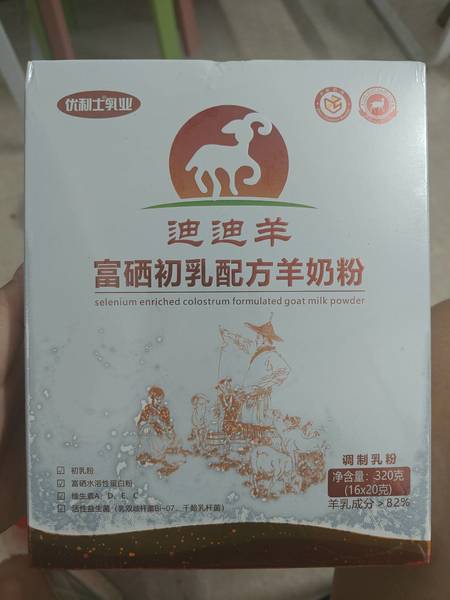 优利士乳业
迪迪羊
富硒初乳配方羊奶粉
selenium enriched colostrum formulated goat milk powder
初乳粉
富硒水溶性蛋白粉
维生素A、D、E、C
活性益生菌（乳双歧杆菌Bi-07、干酪乳杆菌）
调制乳粉
净含量：320克
(16x20克)
羊乳成分＞82%